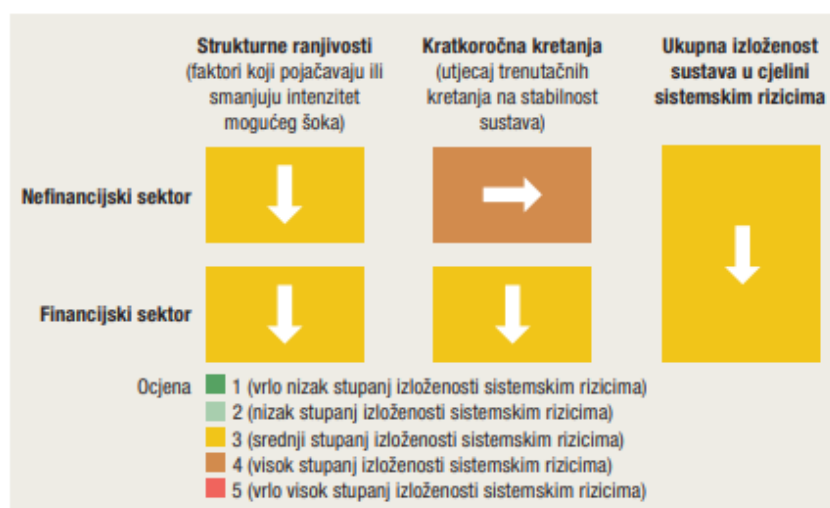 Strukturne ranjivosti
(faktori koji pojačavaju ili
smanjuju intenzitet
mogućeg šoka)
Kratkoročna kretanja
(utjecaj trenutačnih
kretanja na stabilnost
sustava)
Ukupna izloženost
sustava u cjelini
sistemskim rizicima
Nefinancijski sektor
Financijski sektor
Ocjena
1 (vrlo nizak stupanj izloženosti sistemskim rizicima)
2 (nizak stupanj izloženosti sistemskim rizicima)
3 (srednji stupanj izloženosti sistemskim rizicima)
4 (visok stupanj izloženosti sistemskim rizicima)
5 (vrlo visok stupanj izloženosti sistemskim rizicima)